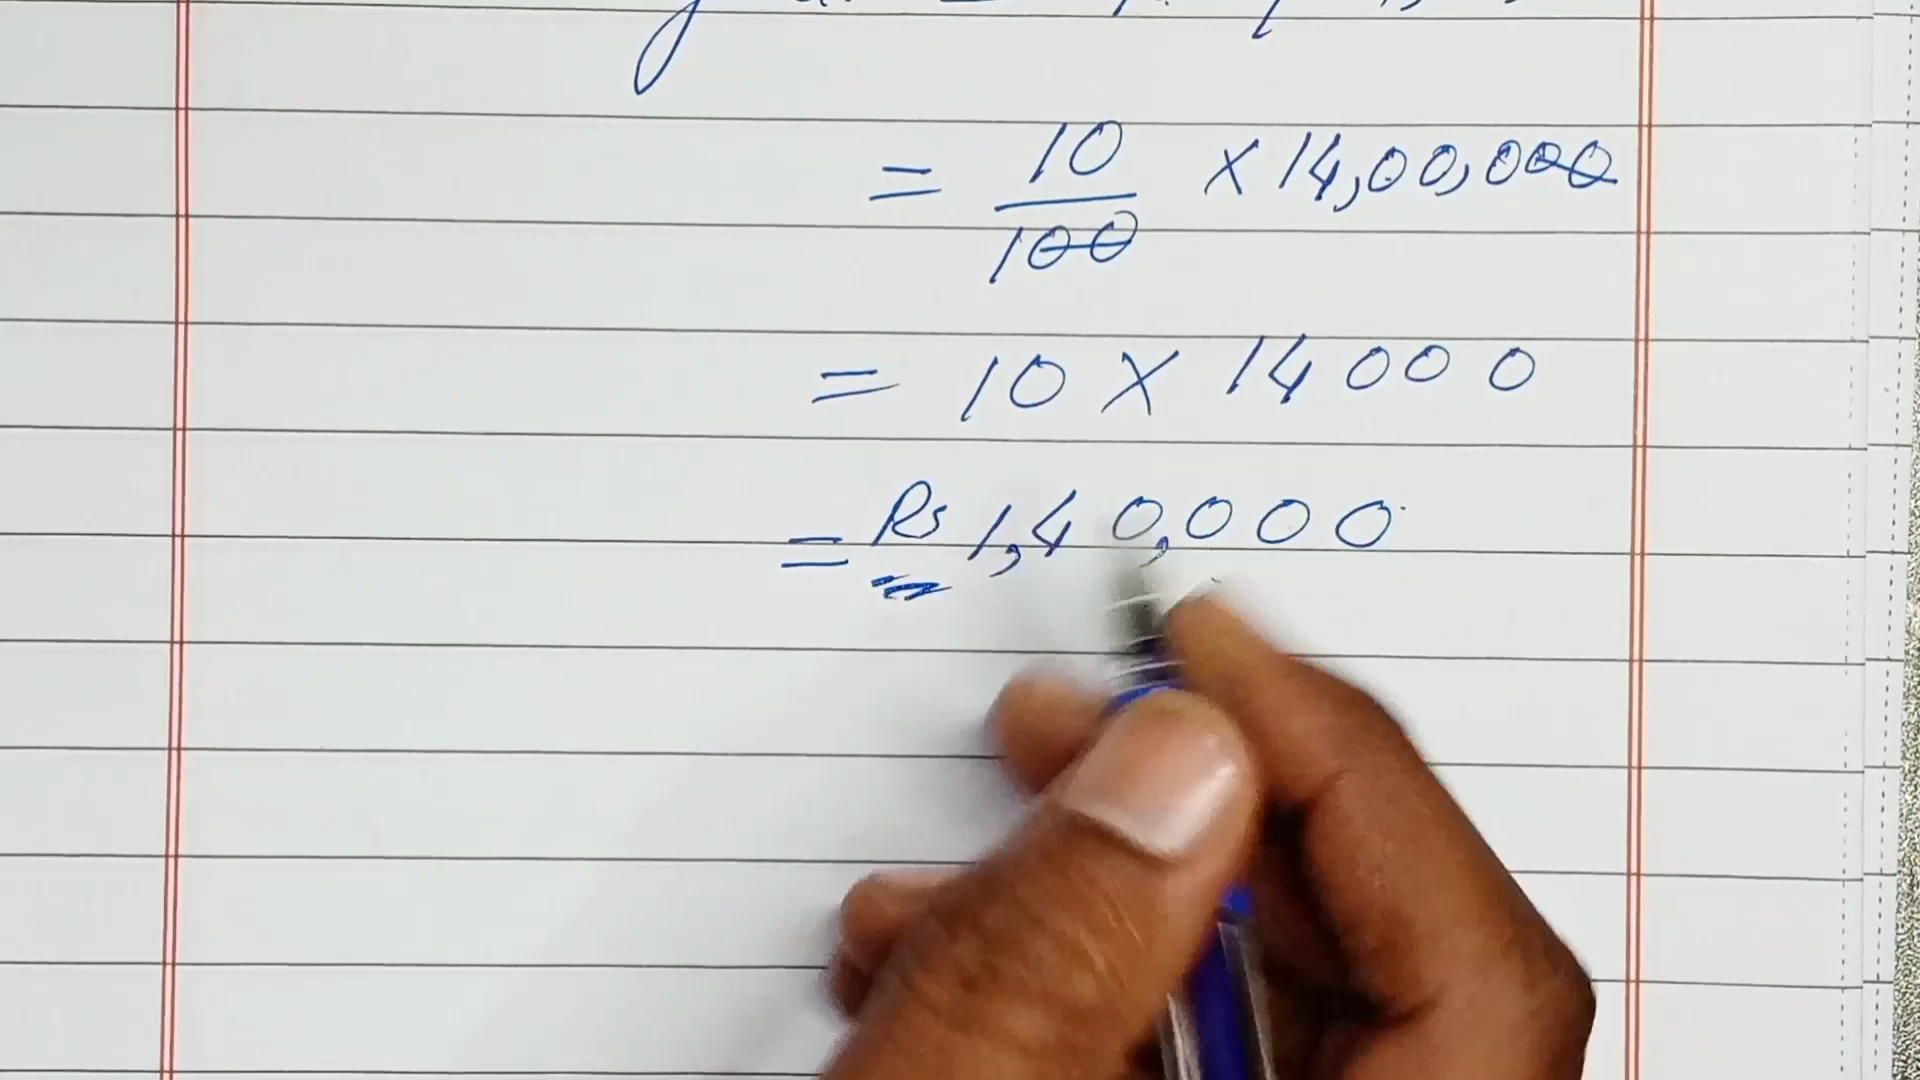 = 10/100 × 14,00,000
= 10 × 14000
= Rs 1,40,000